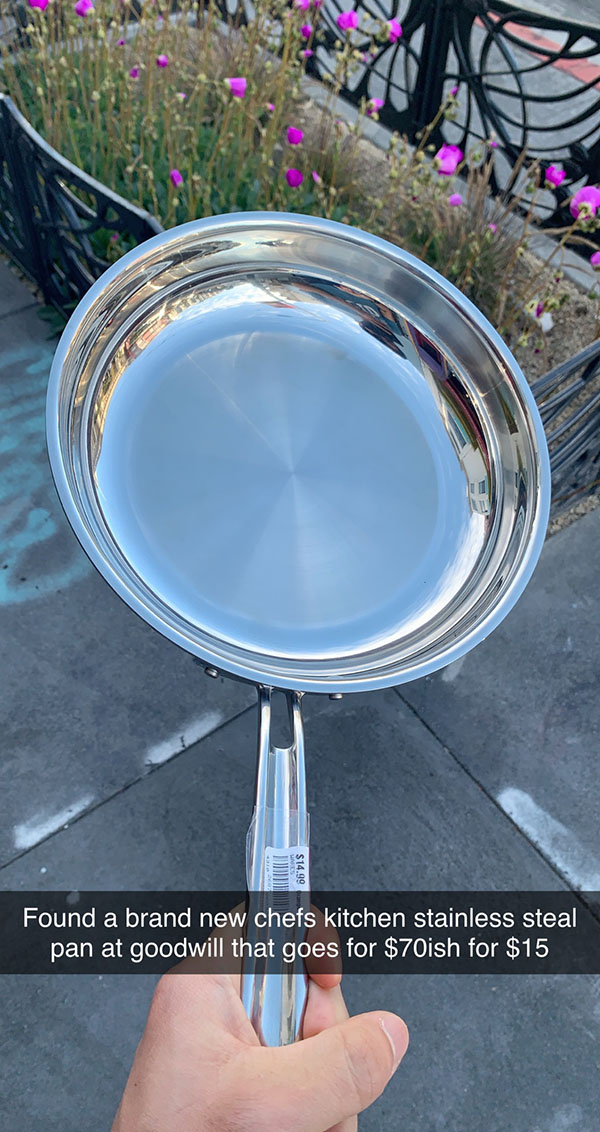 $14.99
Found a brand new chefs kitchen stainless steal
pan at goodwill that goes for $70ish for $15